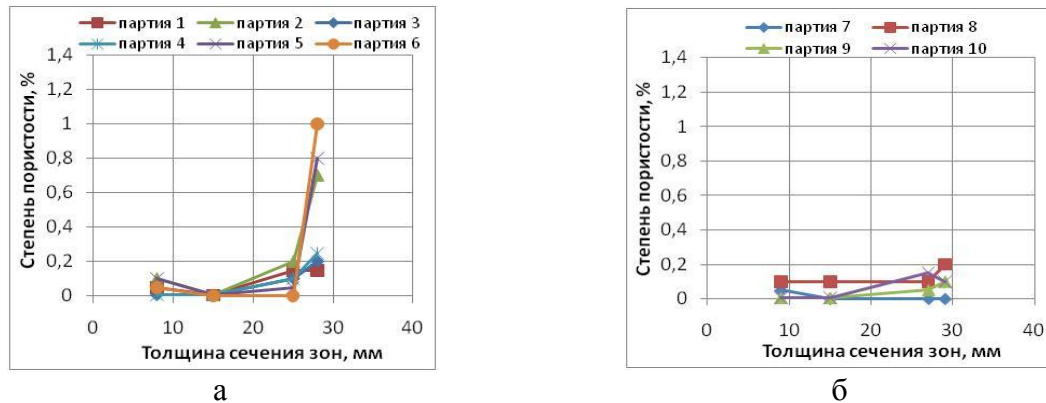 партия 1 партия 2 партия 3
партия 4 партия 5 партия 6
1,4
1,2
1
0,8
0,6
0,4
0,2
0
Степень пористости, %
0 10 20 30 40
Толщина сечения зон, мм
а
партия 7 партия 8
партия 9 партия 10
1,4
1,2
1
0,8
0,6
0,4
0,2
0
Степень пористости, %
0 10 20 30 40
Толщина сечения зон, мм
б